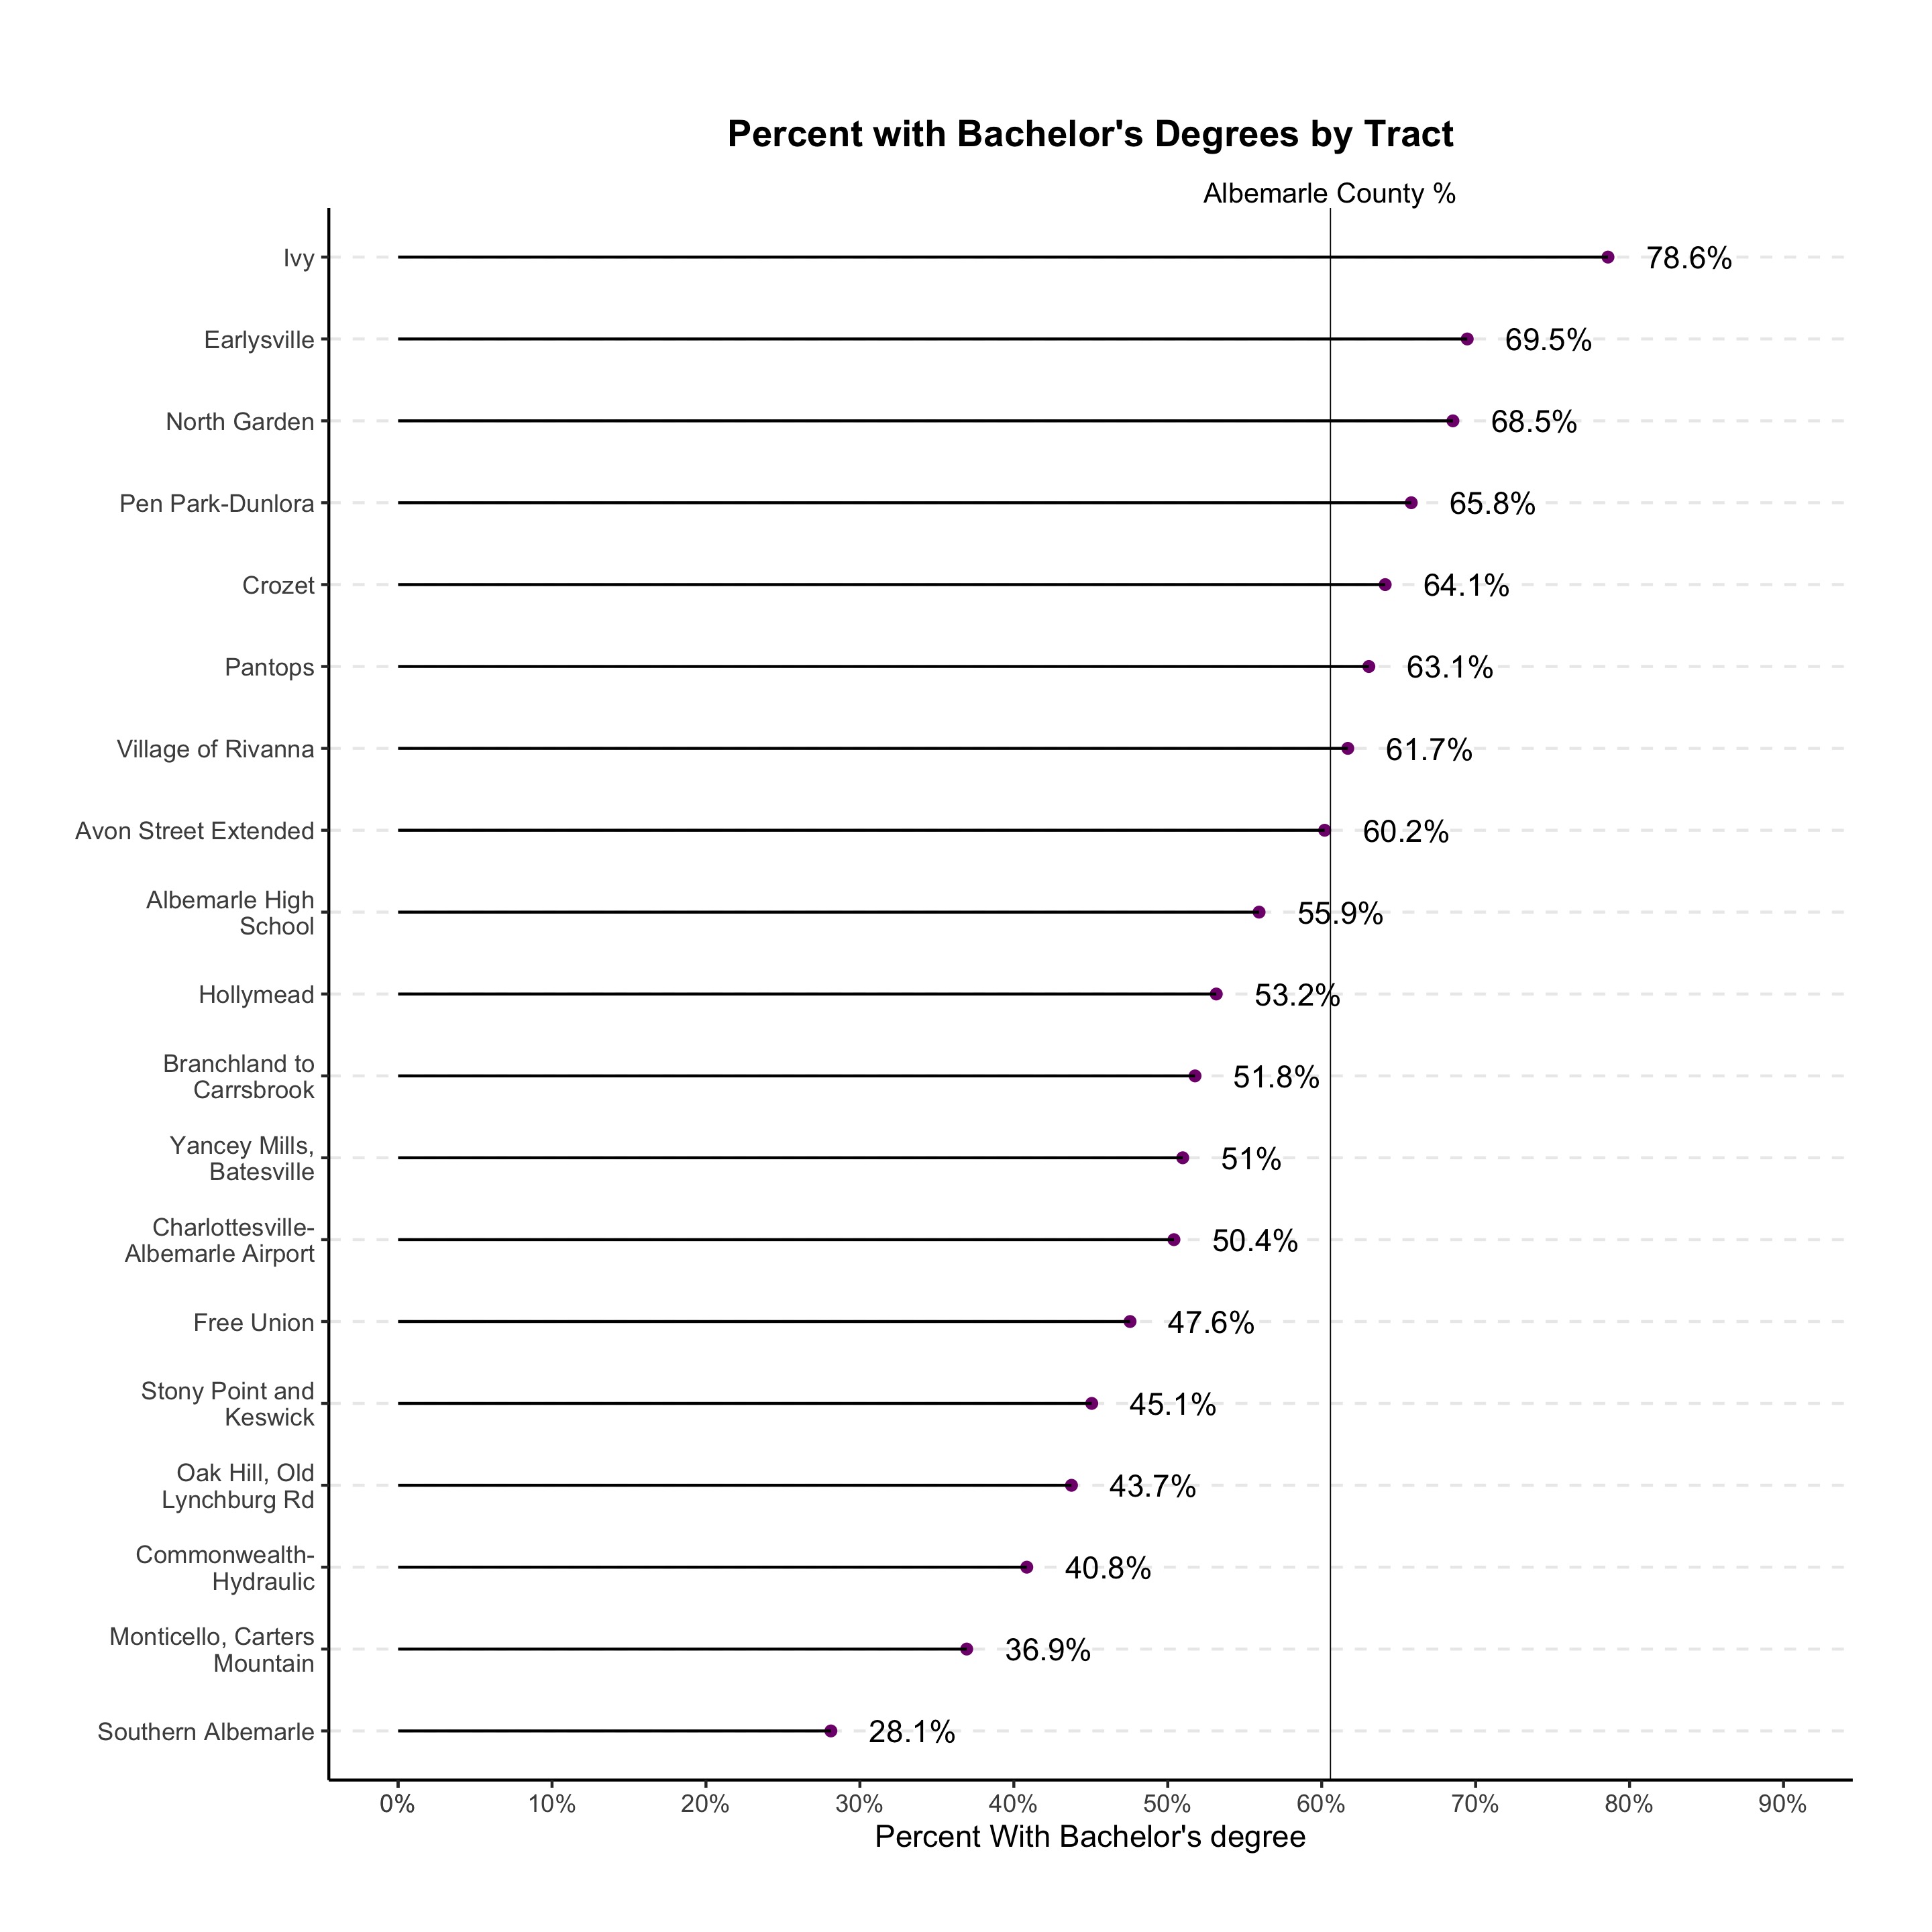 Percent with Bachelor's Degrees by Tract
Albemarle County %
Ivy
78.6%
Earlysville
69.5%
North Garden
68.5%
Pen Park-Dunlora
65.8%
Crozet
64.1%
Pantops
63.1%
Village of Rivanna
61.7%
Avon Street Extended
60.2%
Albemarle High
School
55.9%
Hollymead
53.2%
Branchland to
Carrsbrook
51.8%
Yancey Mills,
Batesville
51%
Charlottesville-
Albemarle Airport
50.4%
Free Union
47.6%
Stony Point and
Keswick
45.1%
Oak Hill, Old
Lynchburg Rd
43.7%
Commonwealth-
Hydraulic
40.8%
Monticello, Carters
Mountain
36.9%
Southern Albemarle
28.1%
0% 10% 20% 30% 40% 50% 60% 70% 80% 90%
Percent With Bachelor's degree